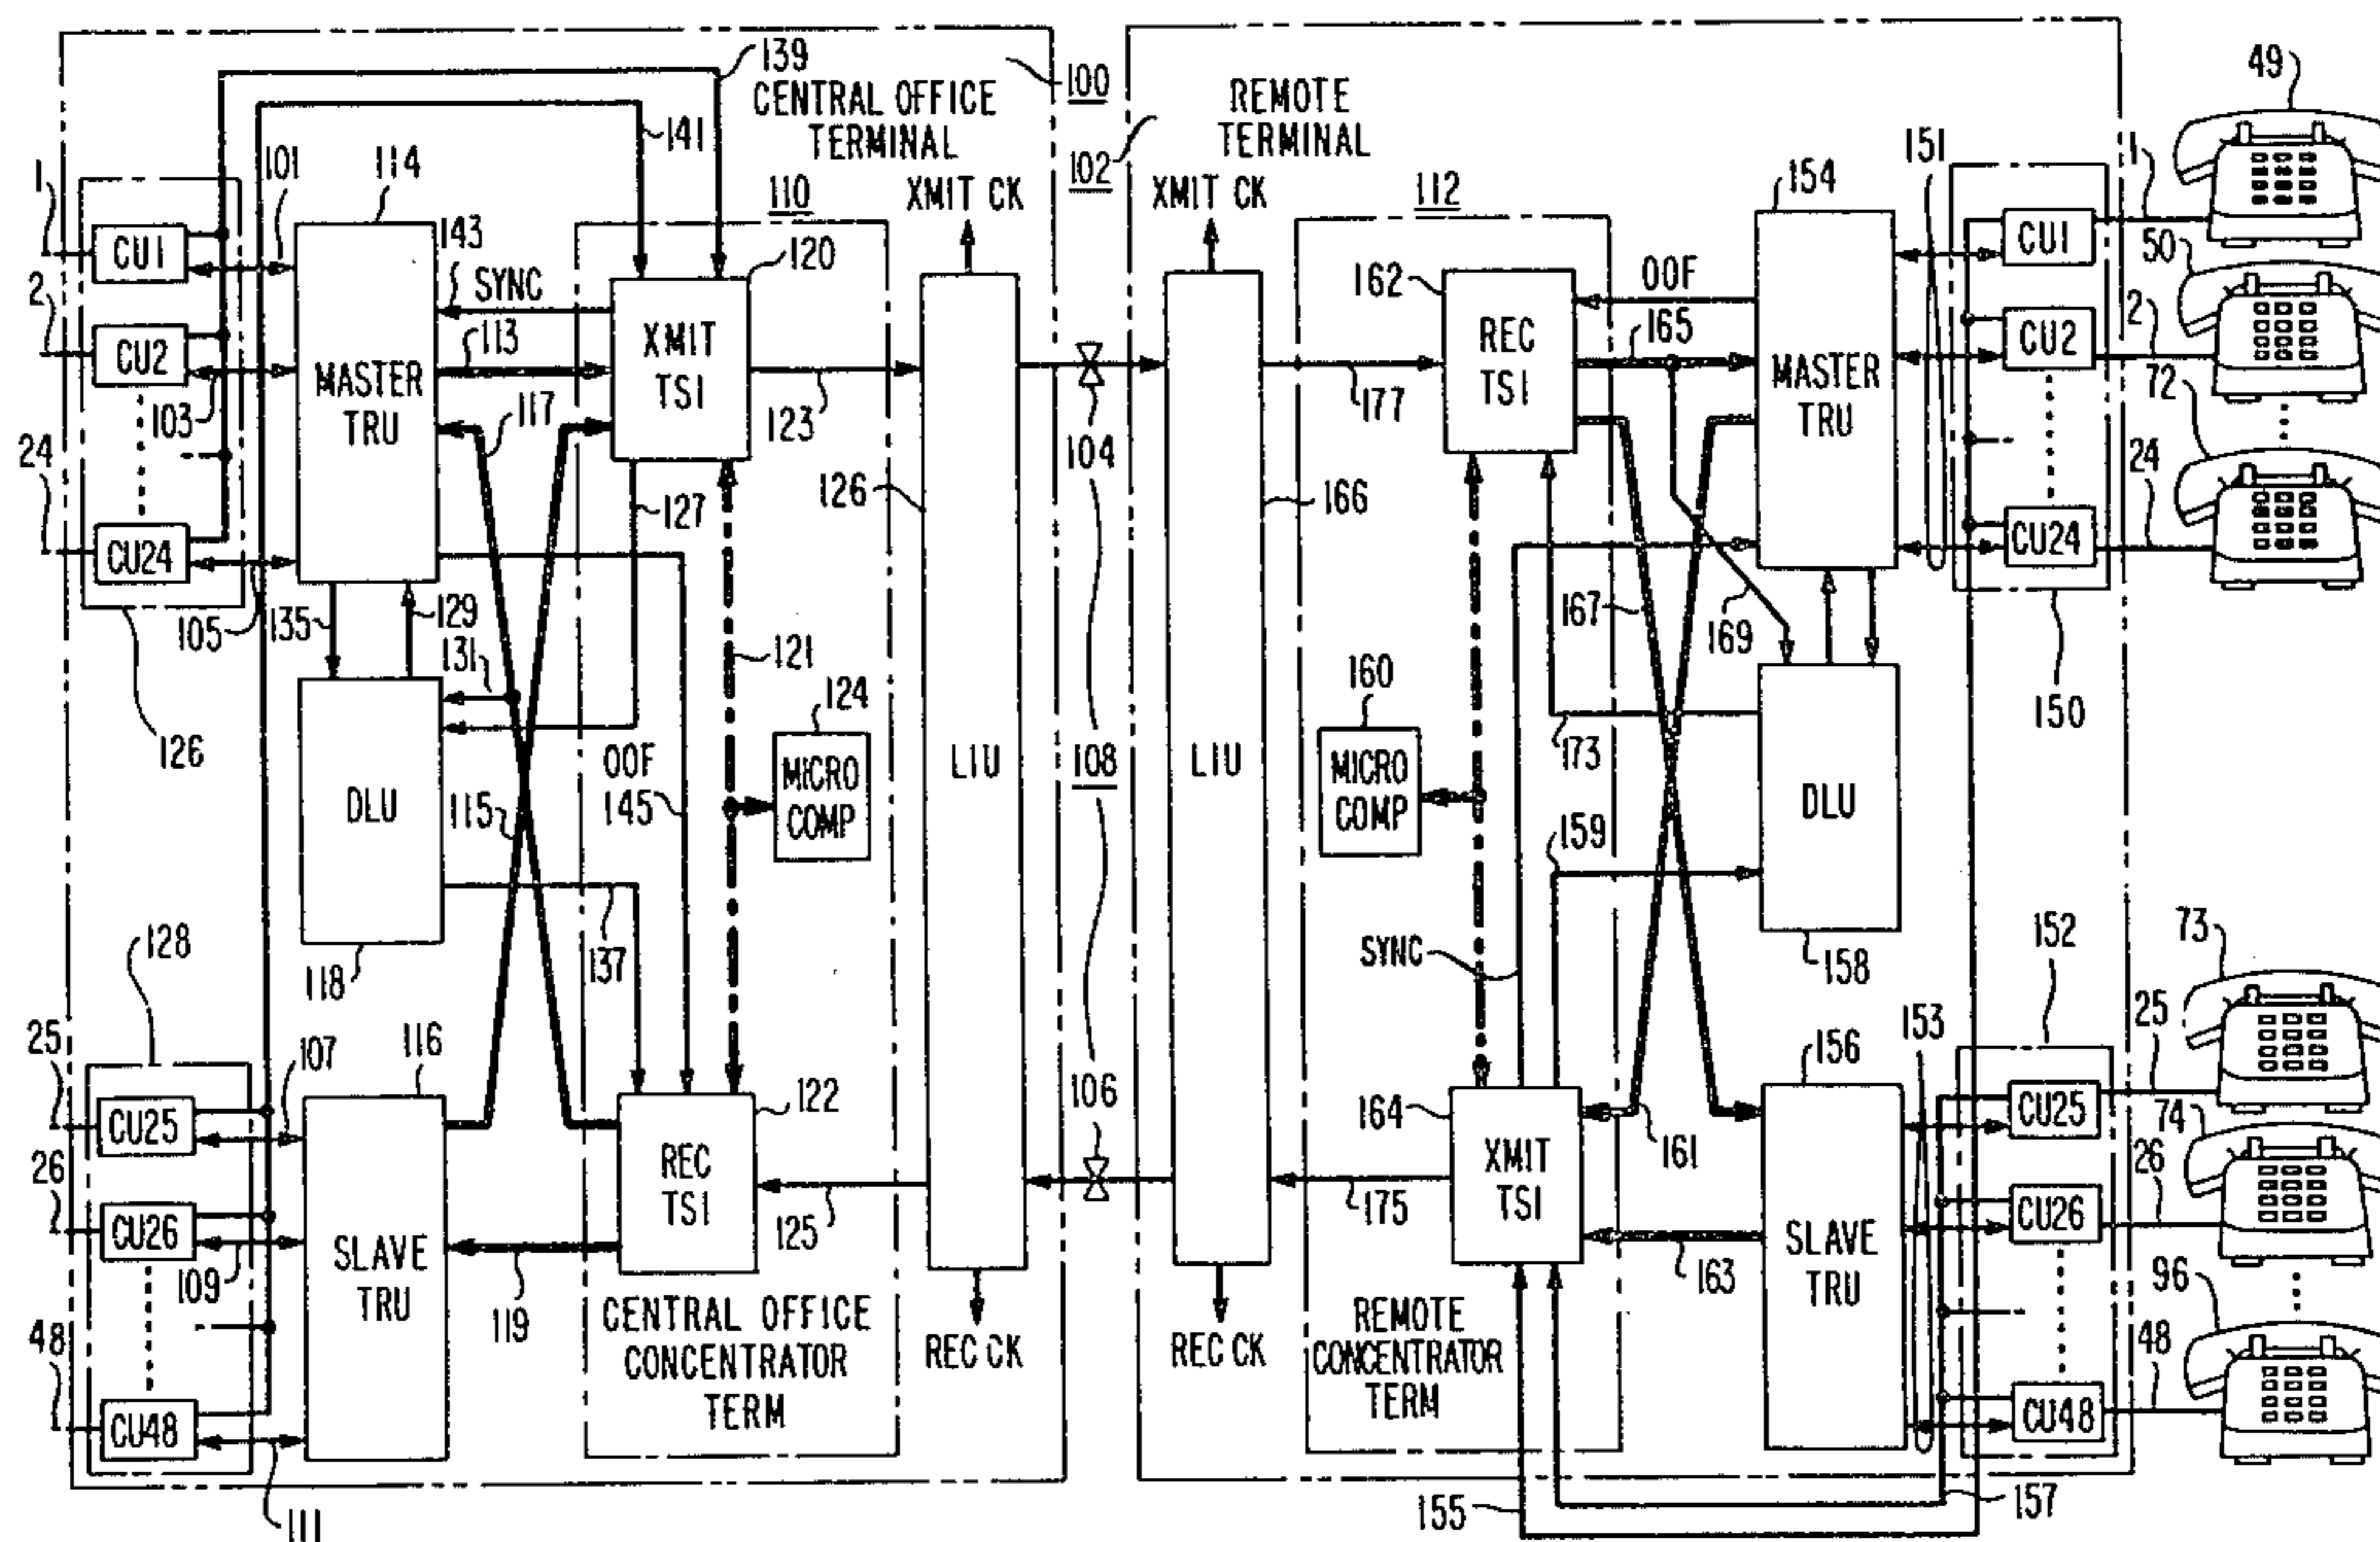 139
CENTRAL OFFICE
TERMINAL
100
REMOTE
TERMINAL
102
49
141
114
101
1
143
SYNC
110
120
XMIT CK
XMIT CK
112
162
OOF
165
154
151
1
50
CU1
CU1
2
CU2
103
MASTER
TRU
113
117
XMIT
TSI
123
104
177
REC
TSI
MASTER
TRU
CU2
2
72
24
CU24
105
135
129
131
127
126
166
167
169
CU24
24
150
126
121
124
MICRO
COMP
160
MICRO
COMP
173
DLU
115
OOF
145
LIU
108
LIU
159
DLU
118
137
SYNC
158
73
128
152
25
107
116
106
156
153
25
CU25
122
164
161
CU25
74
26
CU26
109
SLAVE
TRU
REC
TSI
125
175
XMIT
TSI
163
SLAVE
TRU
CU26
26
96
119
48
CU48
111
CENTRAL OFFICE
CONCENTRATOR
TERM
REC CK
REC CK
REMOTE
CONCENTRATOR
TERM
CU48
48
155
157